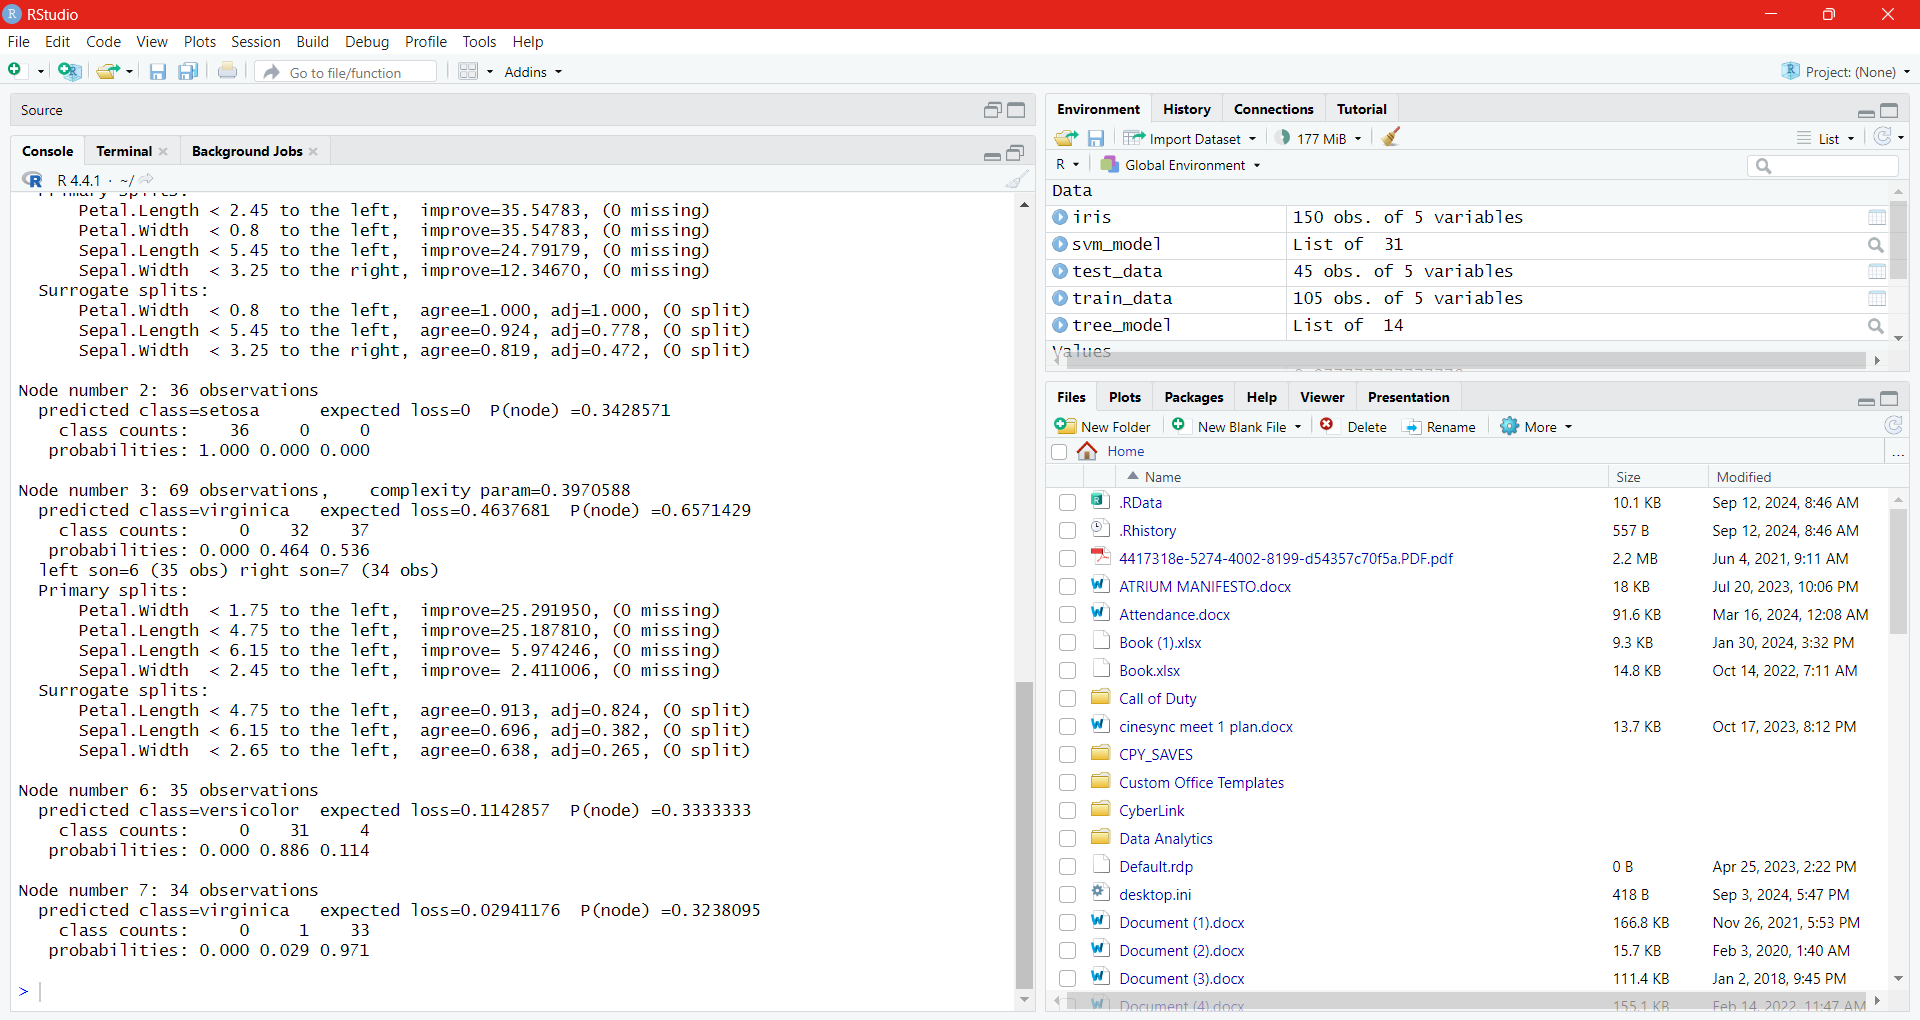 RStudio
File Edit Code View Plots Session Build Debug Profile Tools Help
Go to file/function Addins Project: (None)
Source
Console Terminal Background Jobs
R 4.4.1 · ~/
Primary splits:
Petal.Length < 2.45 to the left, improve=35.54783, (0 missing)
Petal.Width < 0.8 to the left, improve=35.54783, (0 missing)
Sepal.Length < 5.45 to the left, improve=24.79179, (0 missing)
Sepal.Width < 3.25 to the right, improve=12.34670, (0 missing)
Surrogate splits:
Petal.Width < 0.8 to the left, agree=1.000, adj=1.000, (0 split)
Sepal.Length < 5.45 to the left, agree=0.924, adj=0.778, (0 split)
Sepal.Width < 3.25 to the right, agree=0.819, adj=0.472, (0 split)
Node number 2: 36 observations
predicted class=setosa expected loss=0 P(node) =0.3428571
class counts: 36 0 0
probabilities: 1.000 0.000 0.000
Node number 3: 69 observations, complexity param=0.3970588
predicted class=virginica expected loss=0.4637681 P(node) =0.6571429
class counts: 0 32 37
probabilities: 0.000 0.464 0.536
left son=6 (35 obs) right son=7 (34 obs)
Primary splits:
Petal.Width < 1.75 to the left, improve=25.291950, (0 missing)
Petal.Length < 4.75 to the left, improve=25.187810, (0 missing)
Sepal.Length < 6.15 to the left, improve= 5.974246, (0 missing)
Sepal.Width < 2.45 to the left, improve= 2.411006, (0 missing)
Surrogate splits:
Petal.Length < 4.75 to the left, agree=0.913, adj=0.824, (0 split)
Sepal.Length < 6.15 to the left, agree=0.696, adj=0.382, (0 split)
Sepal.Width < 2.65 to the left, agree=0.638, adj=0.265, (0 split)
Node number 6: 35 observations
predicted class=versicolor expected loss=0.1142857 P(node) =0.3333333
class counts: 0 31 4
probabilities: 0.000 0.886 0.114
Node number 7: 34 observations
predicted class=virginica expected loss=0.02941176 P(node) =0.3238095
class counts: 0 1 33
probabilities: 0.000 0.029 0.971
>
Environment History Connections Tutorial
Import Dataset 177 MiB List
R Global Environment
Data
iris 150 obs. of 5 variables
svm_model List of 31
test_data 45 obs. of 5 variables
train_data 105 obs. of 5 variables
tree_model List of 14
Values
Files Plots Packages Help Viewer Presentation
New Folder New Blank File Delete Rename More
Home ...
Name Size Modified
.RData 10.1 KB Sep 12, 2024, 8:46 AM
.Rhistory 557 B Sep 12, 2024, 8:46 AM
4417318e-5274-4002-8199-d54357c70f5a.PDF.pdf 2.2 MB Jun 4, 2021, 9:11 AM
ATRIUM MANIFESTO.docx 18 KB Jul 20, 2023, 10:06 PM
Attendance.docx 91.6 KB Mar 16, 2024, 12:08 AM
Book (1).xlsx 9.3 KB Jan 30, 2024, 3:32 PM
Book.xlsx 14.8 KB Oct 14, 2022, 7:11 AM
Call of Duty
cinesync meet 1 plan.docx 13.7 KB Oct 17, 2023, 8:12 PM
CPY_SAVES
Custom Office Templates
CyberLink
Data Analytics
Default.rdp 0 B Apr 25, 2023, 2:22 PM
desktop.ini 418 B Sep 3, 2024, 5:47 PM
Document (1).docx 166.8 KB Nov 26, 2021, 5:53 PM
Document (2).docx 15.7 KB Feb 3, 2020, 1:40 AM
Document (3).docx 111.4 KB Jan 2, 2018, 9:45 PM
Document (4).docx 155.1 KB Feb 14, 2022, 11:47 AM